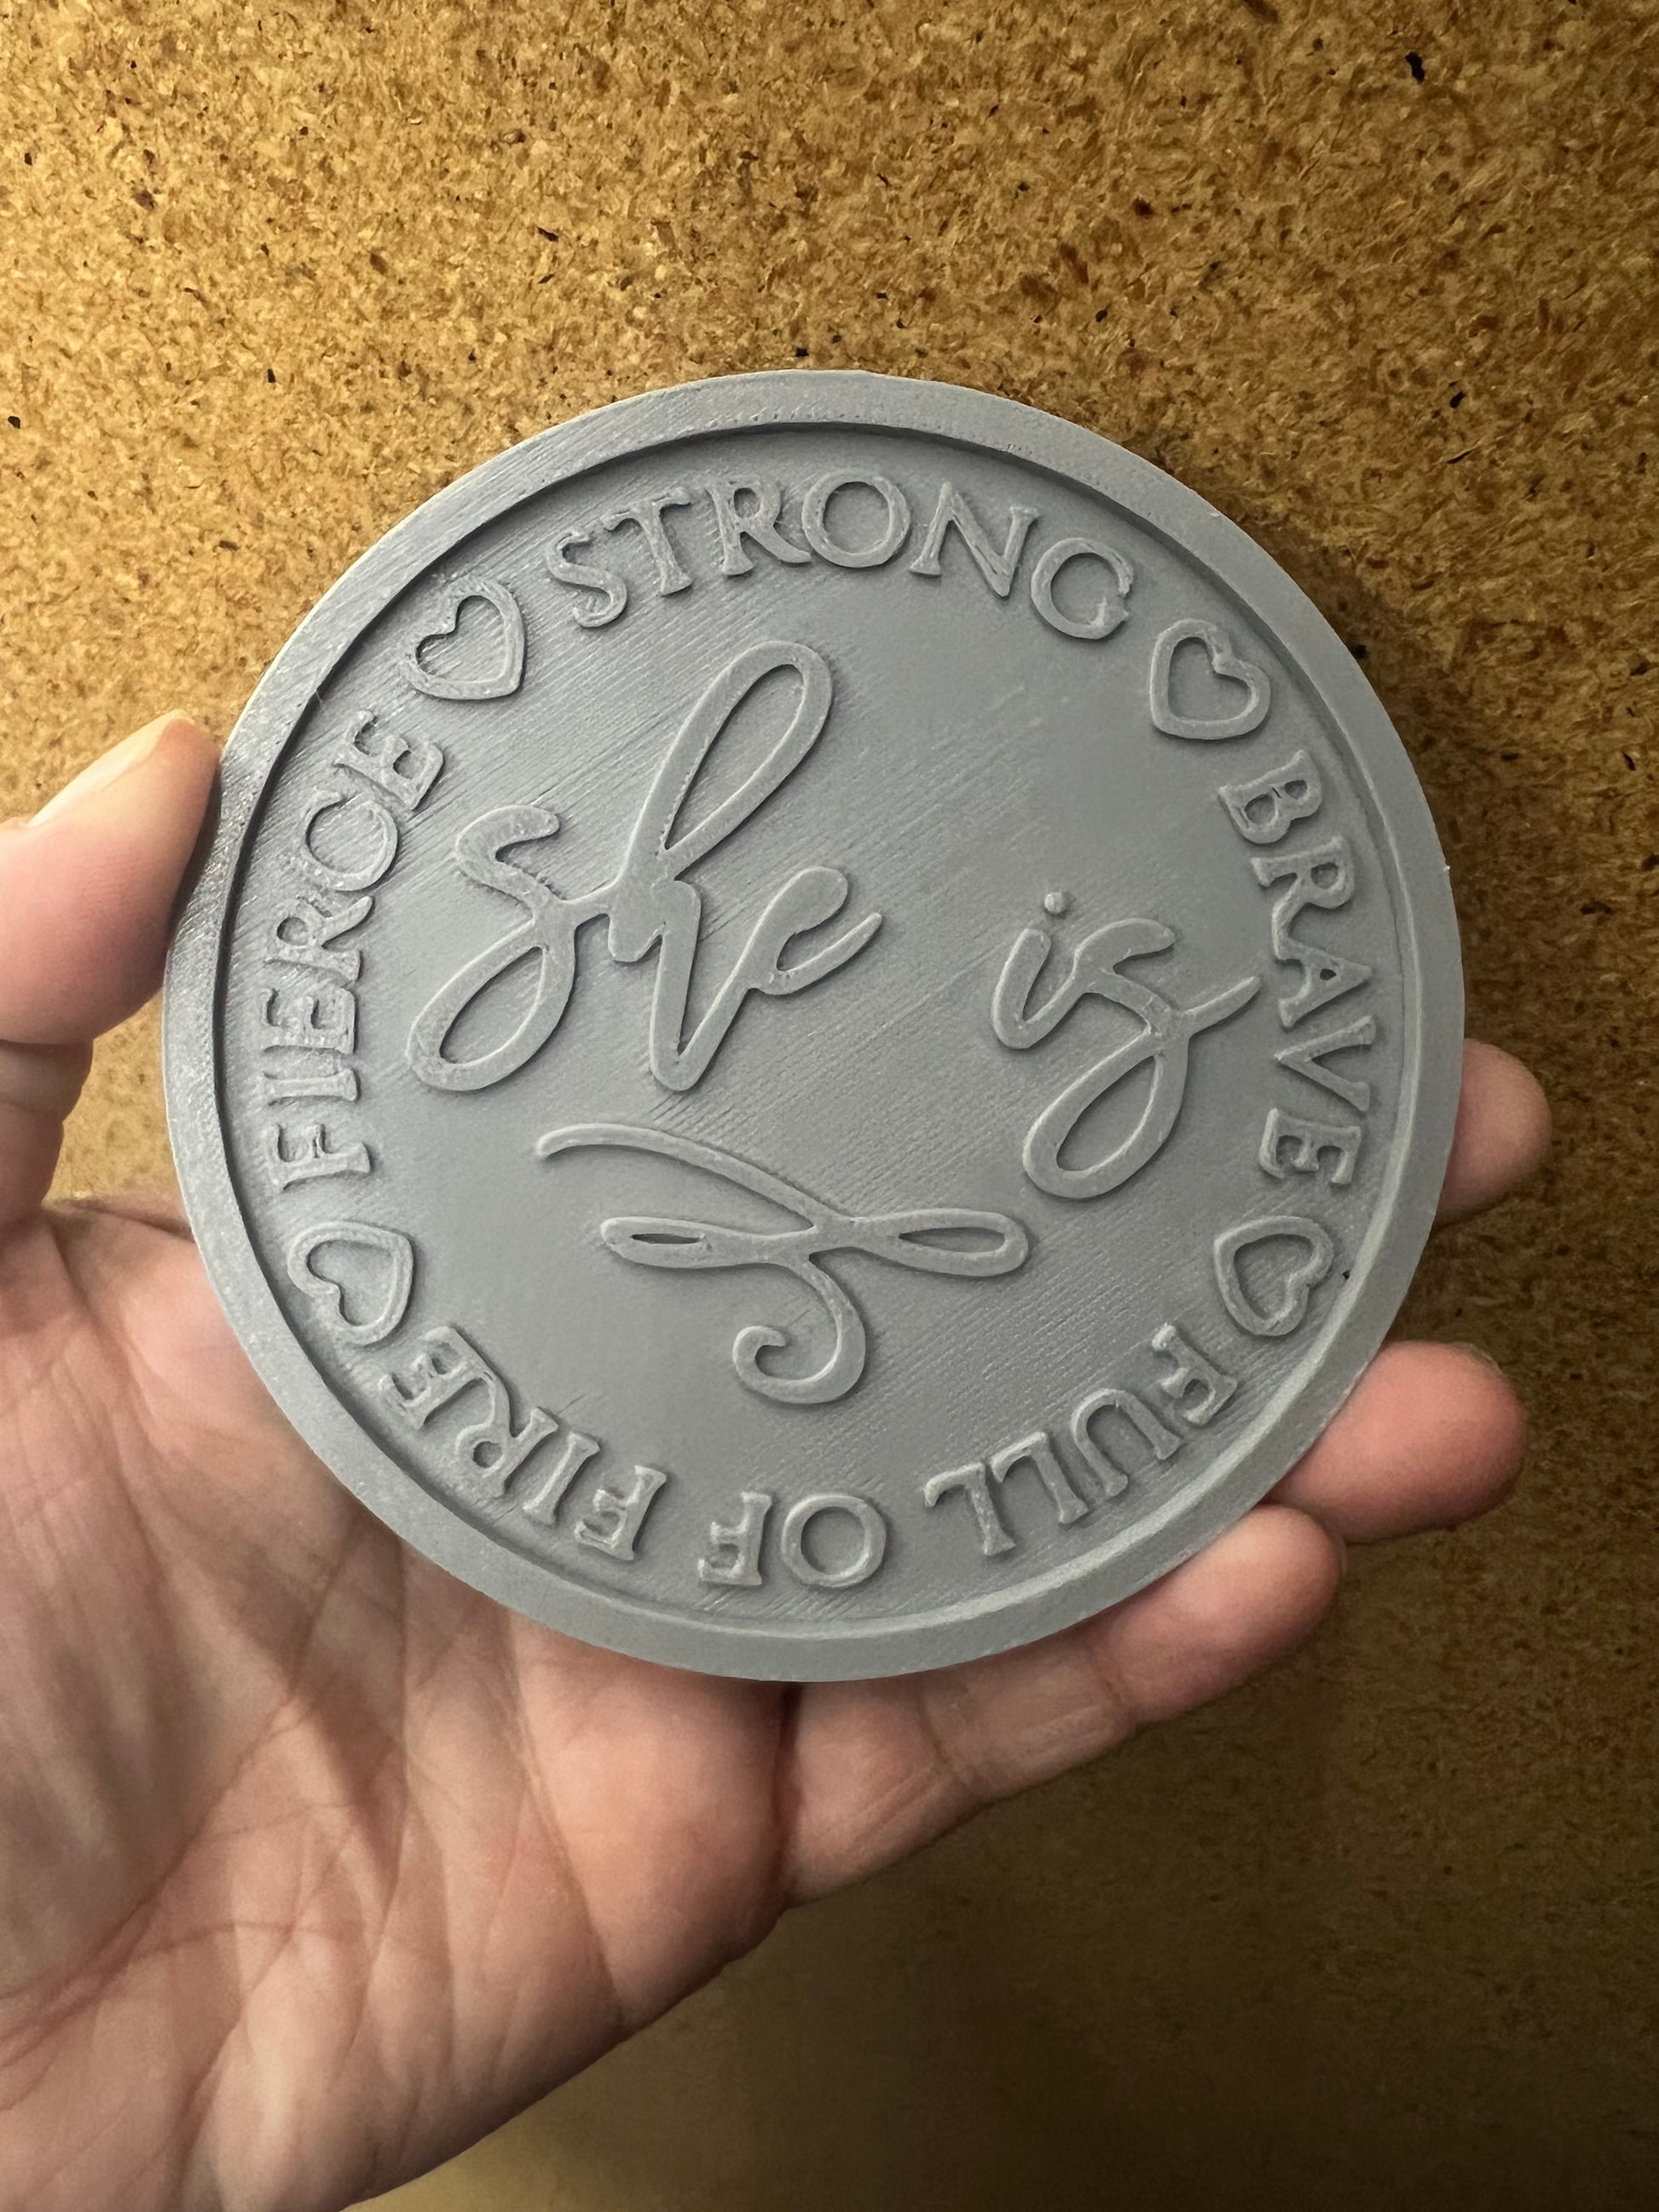 she is
STRONG
BRAVE
FULL OF FIRE
FIERCE